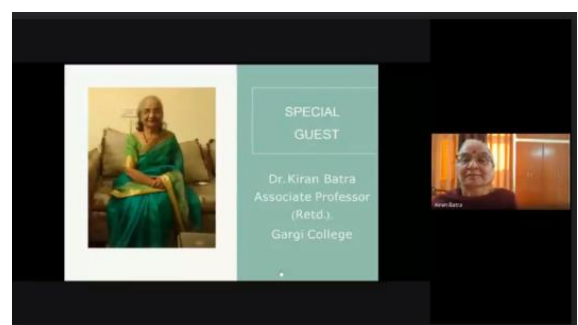 SPECIAL
GUEST
Dr. Kiran Batra
Associate Professor
(Retd.),
Gargi College
Kiran Batra